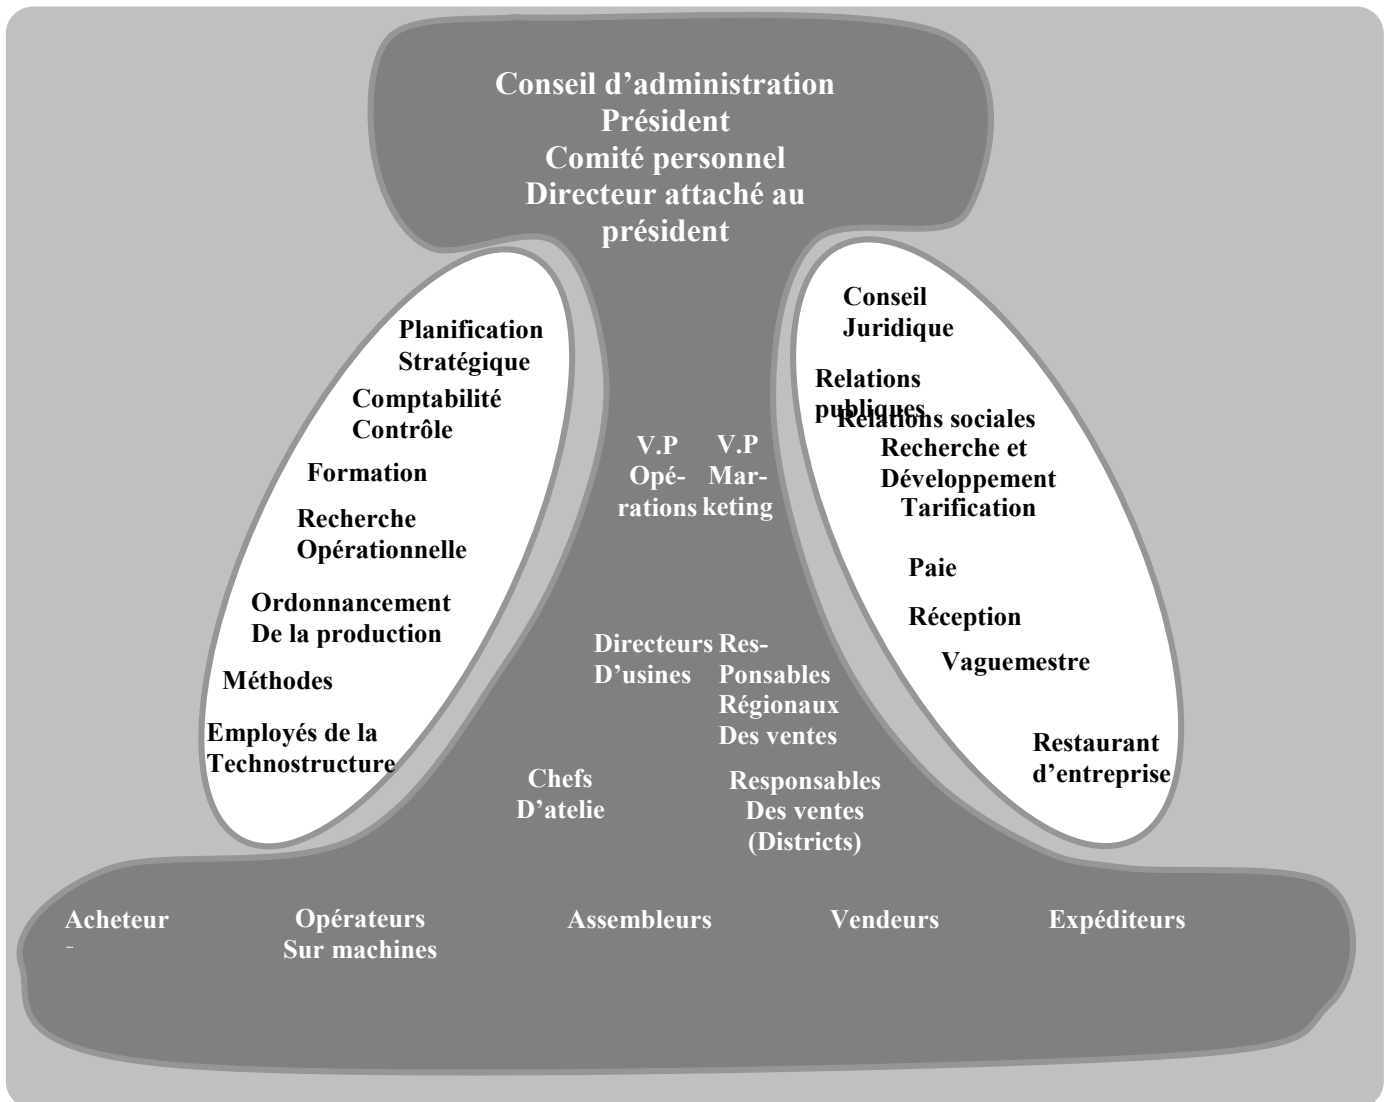 Conseil d’administration
Président
Comité personnel
Directeur attaché au
président
Planification
Stratégique
Comptabilité
Contrôle
Formation
Recherche
Opérationnelle
Ordonnancement
De la production
Méthodes
Employés de la
Technostructure
V.P
Opé-
rations
V.P
Mar-
keting
Directeurs
D’usines
Res-
Ponsables
Régionaux
Des ventes
Chefs
D’atelie
Responsables
Des ventes
(Districts)
Conseil
Juridique
Relations
publiques
Relations sociales
Recherche et
Développement
Tarification
Paie
Réception
Vaguemestre
Restaurant
d’entreprise
Acheteur
Opérateurs
Sur machines
Assembleurs
Vendeurs
Expéditeurs